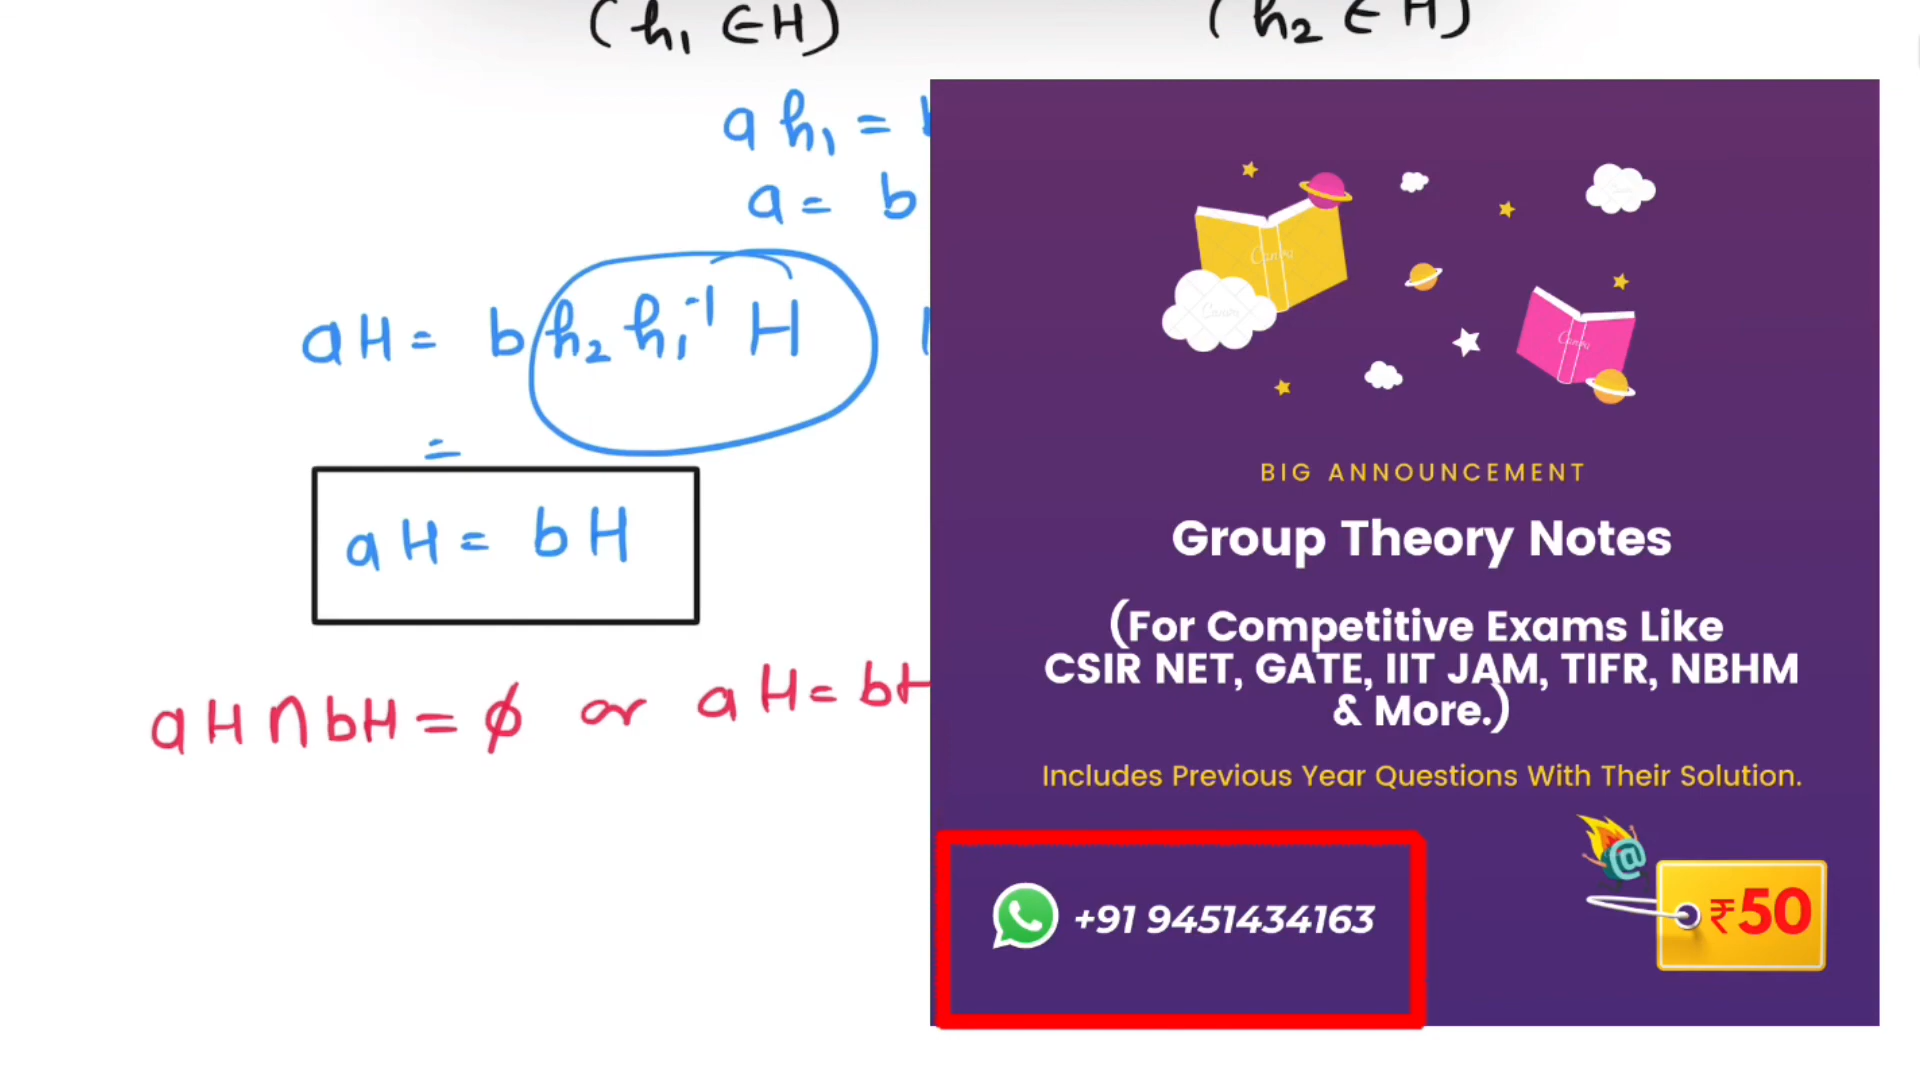 (h₁ ∈ H) (h₂ ∈ H)
a h₁ =
a = b
aH = b h₂ h₁⁻¹ H
=
aH = bH
aH ∩ bH = ϕ or aH = bH
BIG ANNOUNCEMENT
Group Theory Notes
(For Competitive Exams Like
CSIR NET, GATE, IIT JAM, TIFR, NBHM
& More.)
Includes Previous Year Questions With Their Solution.
@
+91 9451434163
₹50